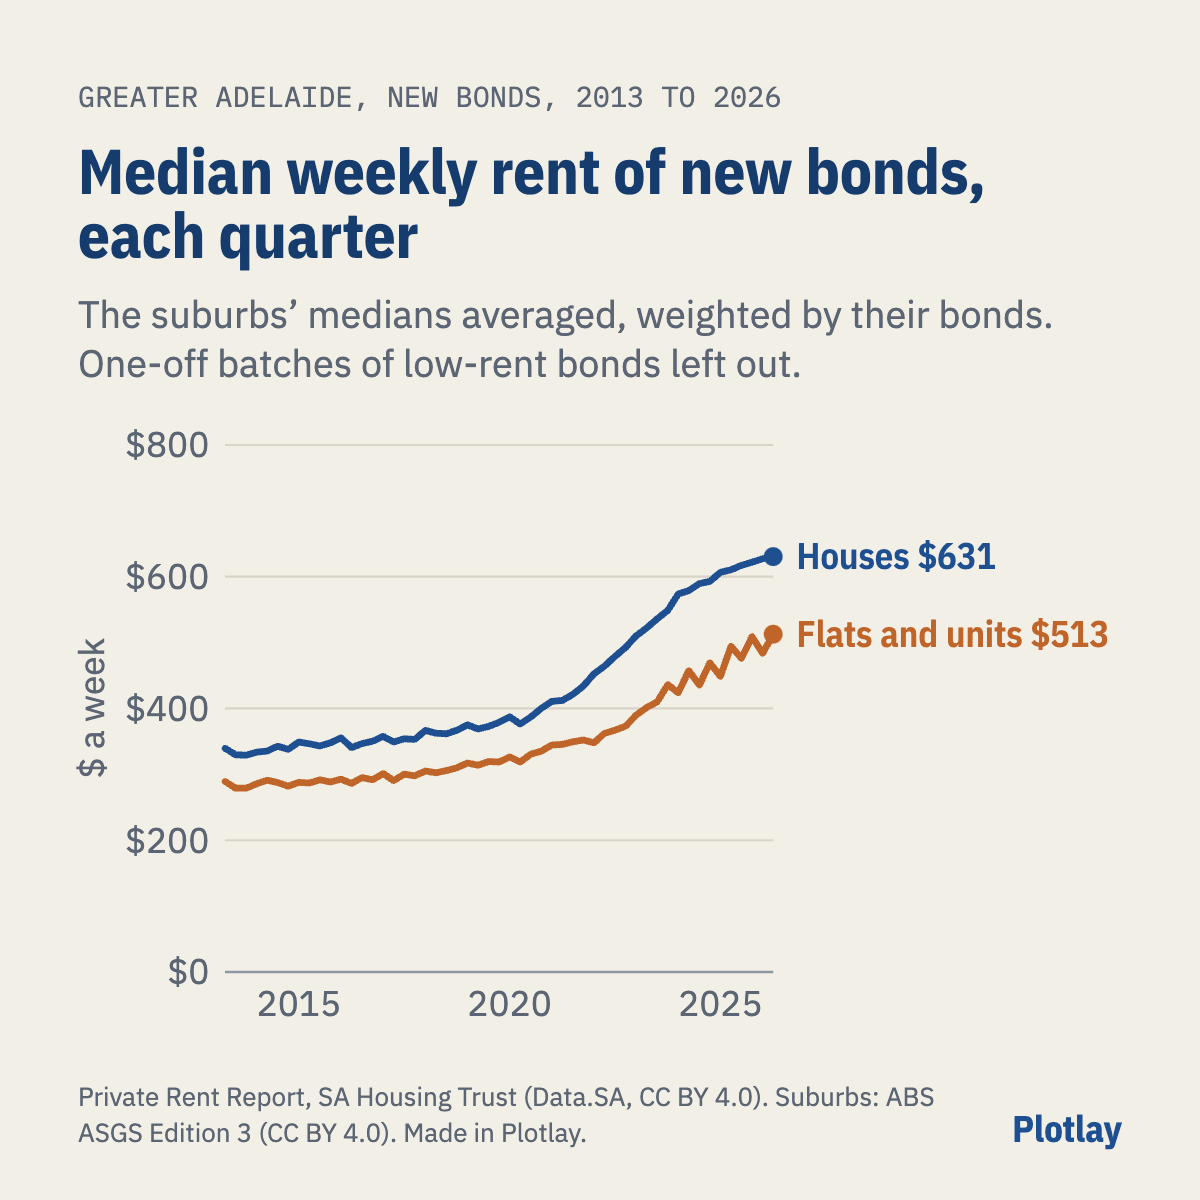 GREATER ADELAIDE, NEW BONDS, 2013 TO 2026
Median weekly rent of new bonds,
each quarter
The suburbs’ medians averaged, weighted by their bonds.
One-off batches of low-rent bonds left out.
$800
$600
$400
$200
$0
$ a week
Houses $631
Flats and units $513
2015
2020
2025
Private Rent Report, SA Housing Trust (Data.SA, CC BY 4.0). Suburbs: ABS
ASGS Edition 3 (CC BY 4.0). Made in Plotlay.
Plotlay